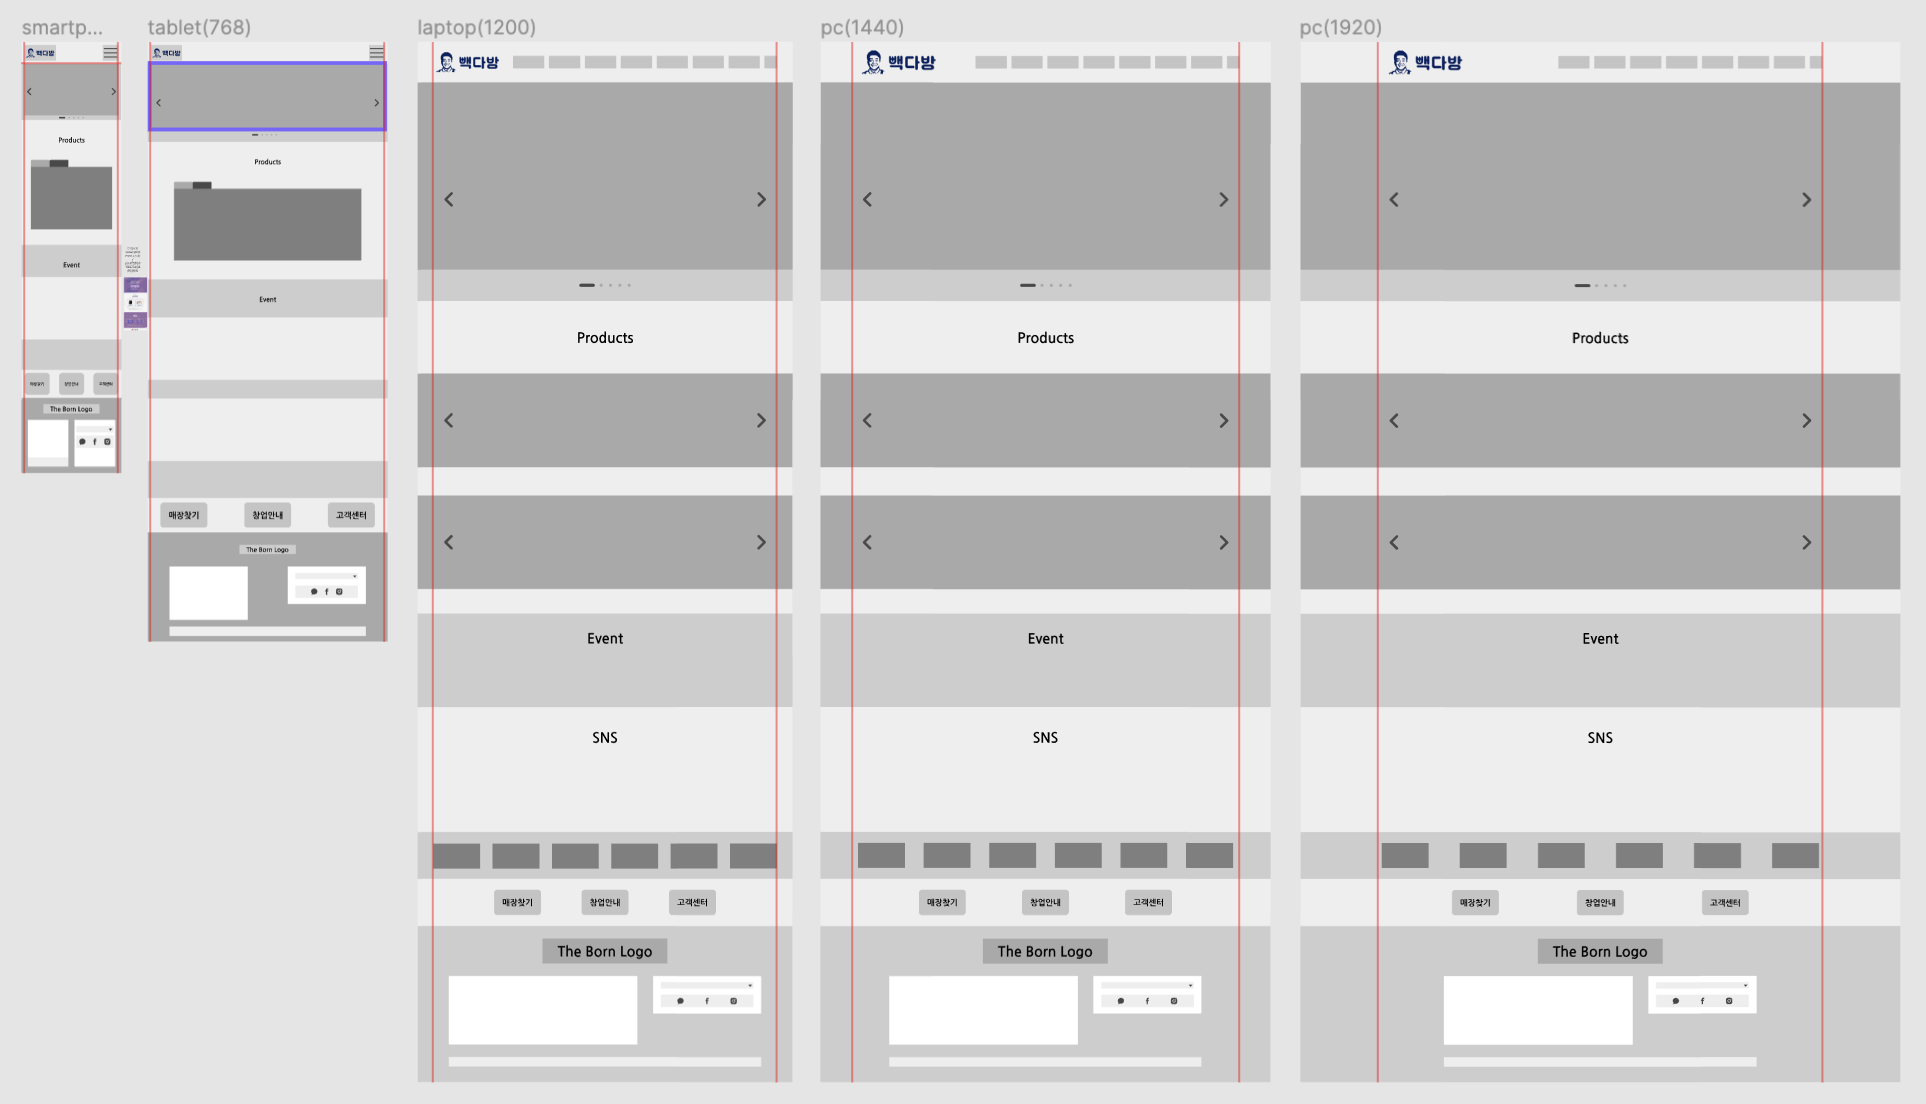 smartp...
빽다방
Products
Event
매장찾기
창업안내
고객센터
The Born Logo
tablet(768)
빽다방
Products
Event
매장찾기
창업안내
고객센터
The Born Logo
laptop(1200)
빽다방
Products
Event
SNS
매장찾기
창업안내
고객센터
The Born Logo
pc(1440)
빽다방
Products
Event
SNS
매장찾기
창업안내
고객센터
The Born Logo
pc(1920)
빽다방
Products
Event
SNS
매장찾기
창업안내
고객센터
The Born Logo